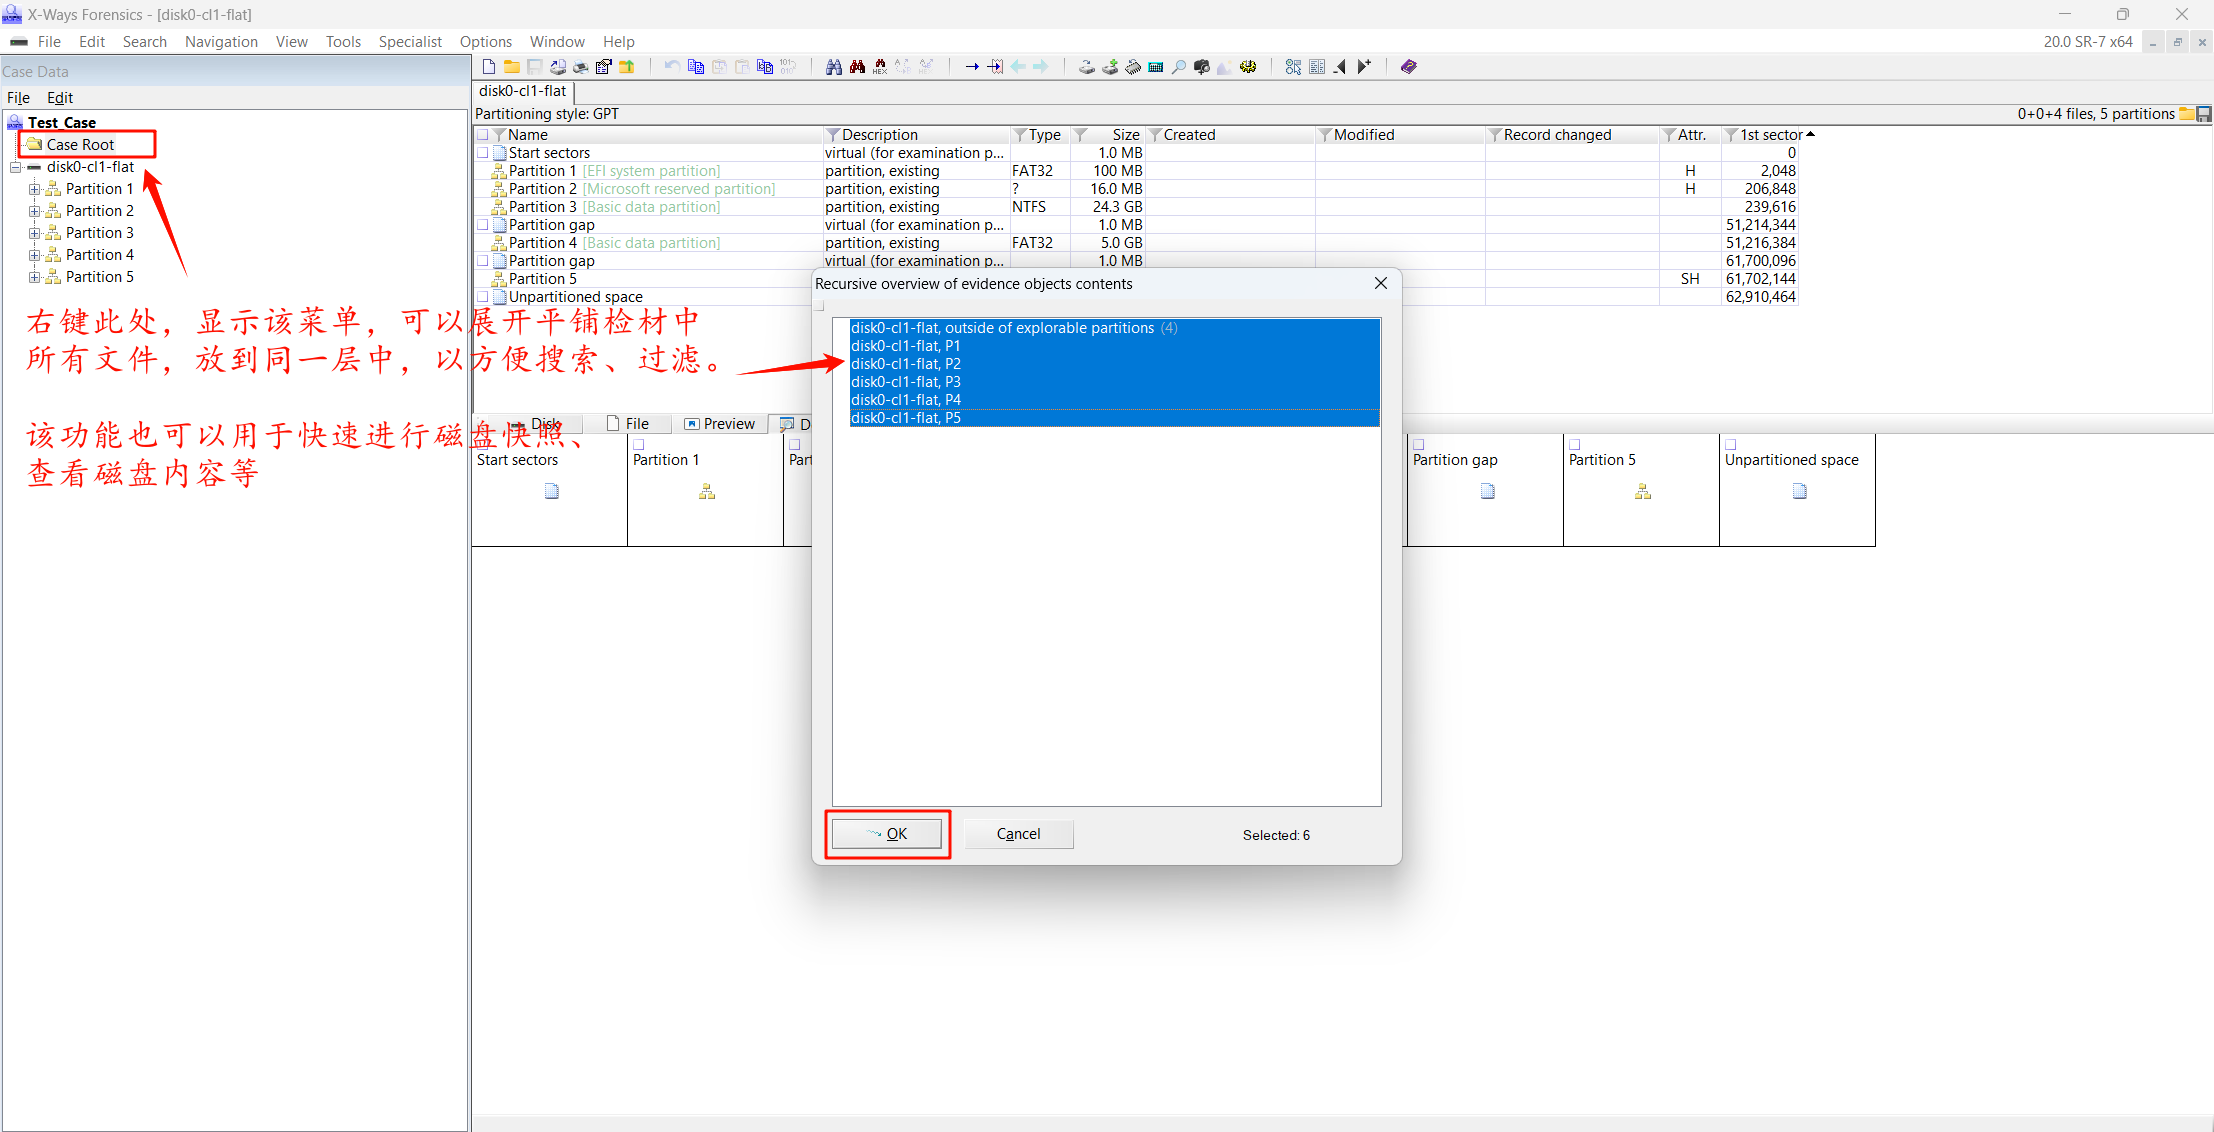 X-Ways Forensics - [disk0-cl1-flat]
File Edit Search Navigation View Tools Specialist Options Window Help 20.0 SR-7 x64
Case Data
File Edit
Test_Case
Case Root
disk0-cl1-flat
Partition 1
Partition 2
Partition 3
Partition 4
Partition 5
右键此处，显示该菜单，可以展开平铺检材中
所有文件，放到同一层中，以方便搜索、过滤。
该功能也可以用于快速进行磁盘快照、
查看磁盘内容等
disk0-cl1-flat
Partitioning style: GPT 0+0+4 files, 5 partitions
Name Description Type Size Created Modified Record changed Attr. 1st sector
Start sectors virtual (for examination p... 1.0 MB 0
Partition 1 [EFI system partition] partition, existing FAT32 100 MB H 2,048
Partition 2 [Microsoft reserved partition] partition, existing ? 16.0 MB H 206,848
Partition 3 [Basic data partition] partition, existing NTFS 24.3 GB 239,616
Partition gap virtual (for examination p... 1.0 MB 51,214,344
Partition 4 [Basic data partition] partition, existing FAT32 5.0 GB 51,216,384
Partition gap virtual (for examination p... 1.0 MB 61,700,096
Partition 5 SH 61,702,144
Unpartitioned space 62,910,464
Recursive overview of evidence objects contents
disk0-cl1-flat, outside of explorable partitions (4)
disk0-cl1-flat, P1
disk0-cl1-flat, P2
disk0-cl1-flat, P3
disk0-cl1-flat, P4
disk0-cl1-flat, P5
OK Cancel Selected: 6
Disk File Preview D
Start sectors Partition 1 Part Partition gap Partition 5 Unpartitioned space